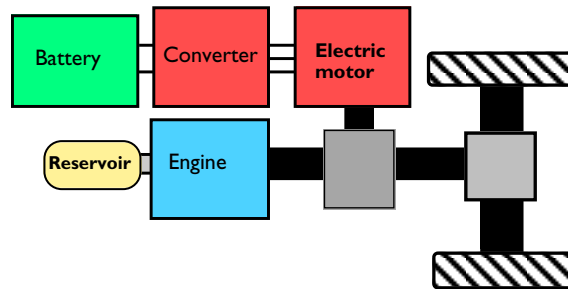 Battery
Converter
Electric
motor
Reservoir
Engine